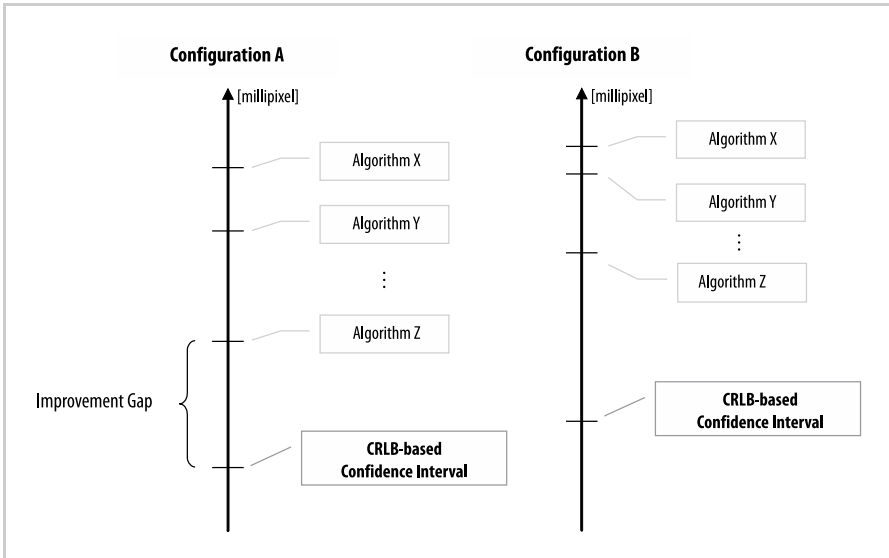 Configuration A
[millipixel]
Algorithm X
Algorithm Y
⋮
Algorithm Z
Improvement Gap
CRLB-based
Confidence Interval
Configuration B
[millipixel]
Algorithm X
Algorithm Y
⋮
Algorithm Z
CRLB-based
Confidence Interval